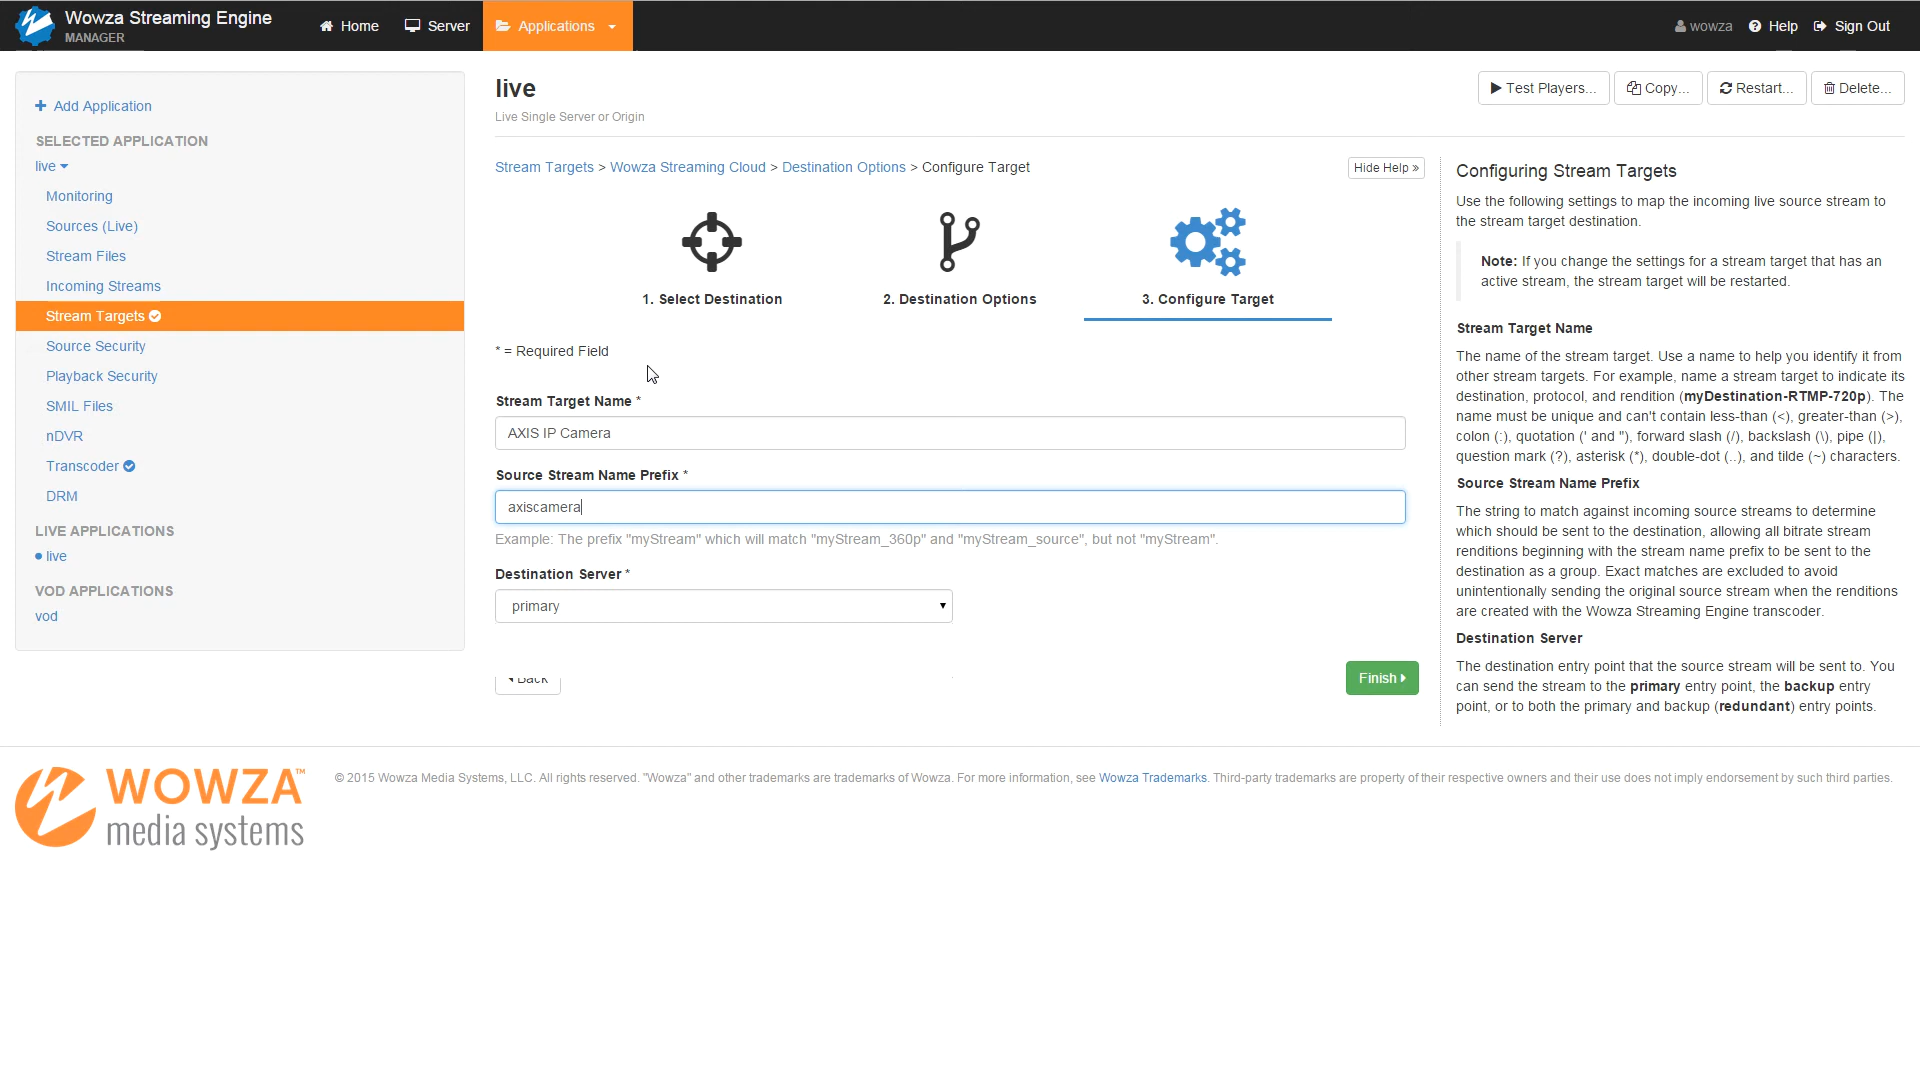 Wowza Streaming Engine
MANAGER
Home
Server
Applications
wowza
Help
Sign Out
Add Application
SELECTED APPLICATION
live
Monitoring
Sources (Live)
Stream Files
Incoming Streams
Stream Targets
Source Security
Playback Security
SMIL Files
nDVR
Transcoder
DRM
LIVE APPLICATIONS
live
VOD APPLICATIONS
vod
live
Live Single Server or Origin
Test Players...
Copy...
Restart...
Delete...
Stream Targets > Wowza Streaming Cloud > Destination Options > Configure Target
Hide Help »
1. Select Destination
2. Destination Options
3. Configure Target
* = Required Field
Stream Target Name *
AXIS IP Camera
Source Stream Name Prefix *
axiscamera
Example: The prefix "myStream" which will match "myStream_360p" and "myStream_source", but not "myStream".
Destination Server *
primary
Back
Finish
Configuring Stream Targets
Use the following settings to map the incoming live source stream to
the stream target destination.
Note: If you change the settings for a stream target that has an
active stream, the stream target will be restarted.
Stream Target Name
The name of the stream target. Use a name to help you identify it from
other stream targets. For example, name a stream target to indicate its
destination, protocol, and rendition (myDestination-RTMP-720p). The
name must be unique and can't contain less-than (<), greater-than (>),
colon (:), quotation (' and "), forward slash (/), backslash (\), pipe (|),
question mark (?), asterisk (*), double-dot (..), and tilde (~) characters.
Source Stream Name Prefix
The string to match against incoming source streams to determine
which should be sent to the destination, allowing all bitrate stream
renditions beginning with the stream name prefix to be sent to the
destination as a group. Exact matches are excluded to avoid
unintentionally sending the original source stream when the renditions
are created with the Wowza Streaming Engine transcoder.
Destination Server
The destination entry point that the source stream will be sent to. You
can send the stream to the primary entry point, the backup entry
point, or to both the primary and backup (redundant) entry points.
WOWZA™
media systems
© 2015 Wowza Media Systems, LLC. All rights reserved. "Wowza" and other trademarks are trademarks of Wowza. For more information, see Wowza Trademarks. Third-party trademarks are property of their respective owners and their use does not imply endorsement by such third parties.